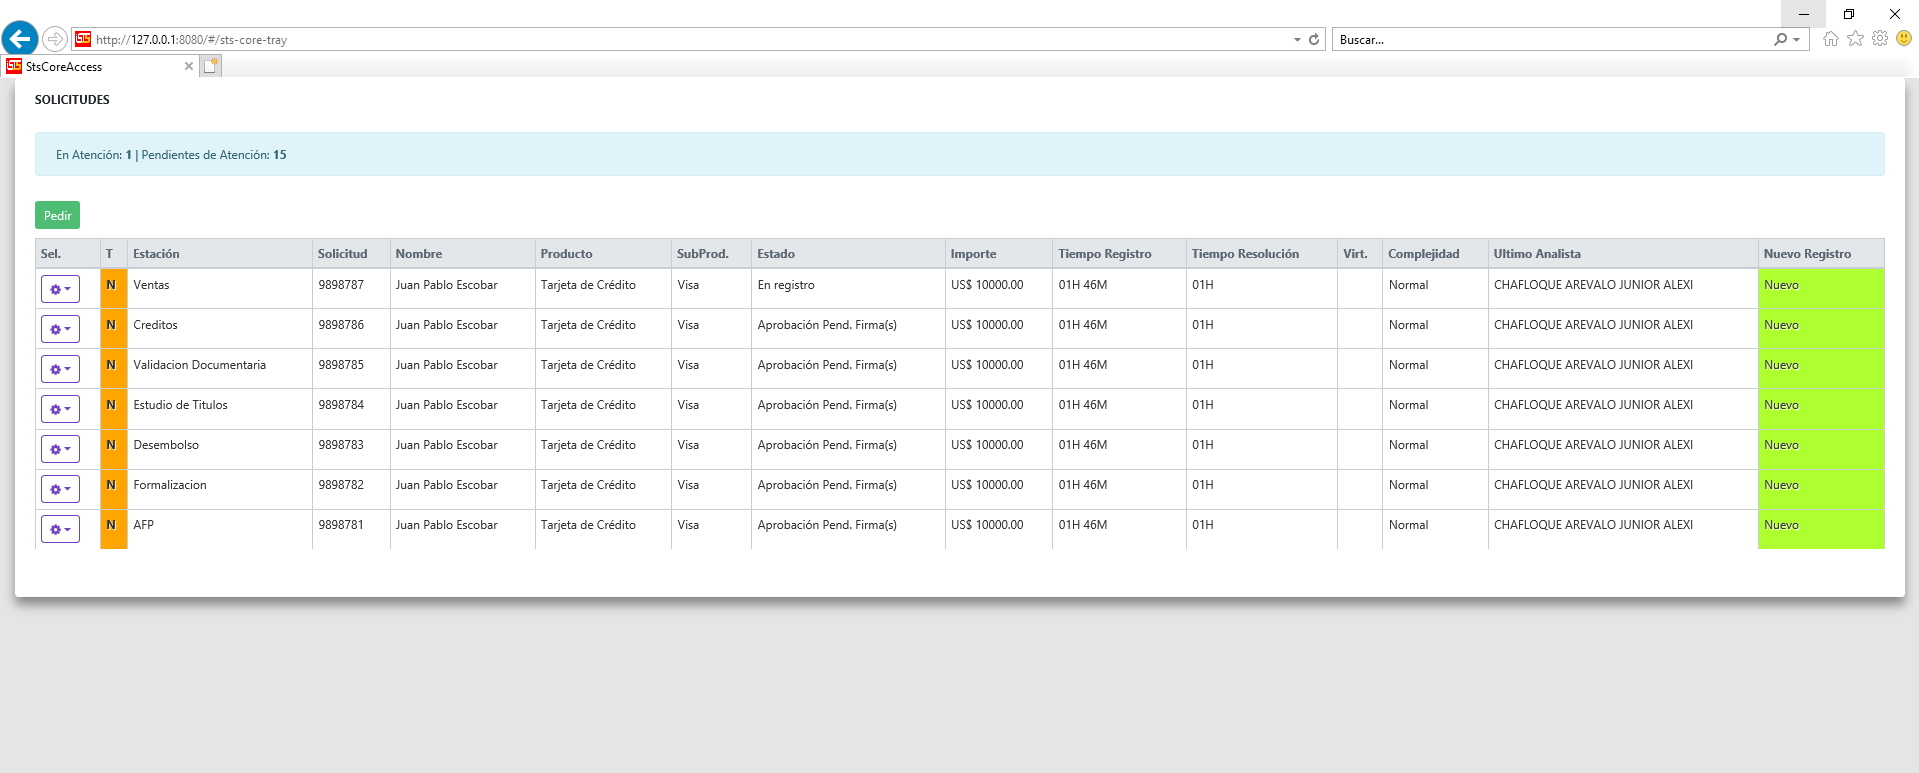 http://127.0.0.1:8080/#/sts-core-tray
Buscar...
StsCoreAccess
SOLICITUDES
En Atención: 1 | Pendientes de Atención: 15
Pedir
Sel. T Estación Solicitud Nombre Producto SubProd. Estado Importe Tiempo Registro Tiempo Resolución Virt. Complejidad Ultimo Analista Nuevo Registro
N Ventas 9898787 Juan Pablo Escobar Tarjeta de Crédito Visa En registro US$ 10000.00 01H 46M 01H Normal CHAFLOQUE AREVALO JUNIOR ALEXI Nuevo
N Creditos 9898786 Juan Pablo Escobar Tarjeta de Crédito Visa Aprobación Pend. Firma(s) US$ 10000.00 01H 46M 01H Normal CHAFLOQUE AREVALO JUNIOR ALEXI Nuevo
N Validacion Documentaria 9898785 Juan Pablo Escobar Tarjeta de Crédito Visa Aprobación Pend. Firma(s) US$ 10000.00 01H 46M 01H Normal CHAFLOQUE AREVALO JUNIOR ALEXI Nuevo
N Estudio de Titulos 9898784 Juan Pablo Escobar Tarjeta de Crédito Visa Aprobación Pend. Firma(s) US$ 10000.00 01H 46M 01H Normal CHAFLOQUE AREVALO JUNIOR ALEXI Nuevo
N Desembolso 9898783 Juan Pablo Escobar Tarjeta de Crédito Visa Aprobación Pend. Firma(s) US$ 10000.00 01H 46M 01H Normal CHAFLOQUE AREVALO JUNIOR ALEXI Nuevo
N Formalizacion 9898782 Juan Pablo Escobar Tarjeta de Crédito Visa Aprobación Pend. Firma(s) US$ 10000.00 01H 46M 01H Normal CHAFLOQUE AREVALO JUNIOR ALEXI Nuevo
N AFP 9898781 Juan Pablo Escobar Tarjeta de Crédito Visa Aprobación Pend. Firma(s) US$ 10000.00 01H 46M 01H Normal CHAFLOQUE AREVALO JUNIOR ALEXI Nuevo